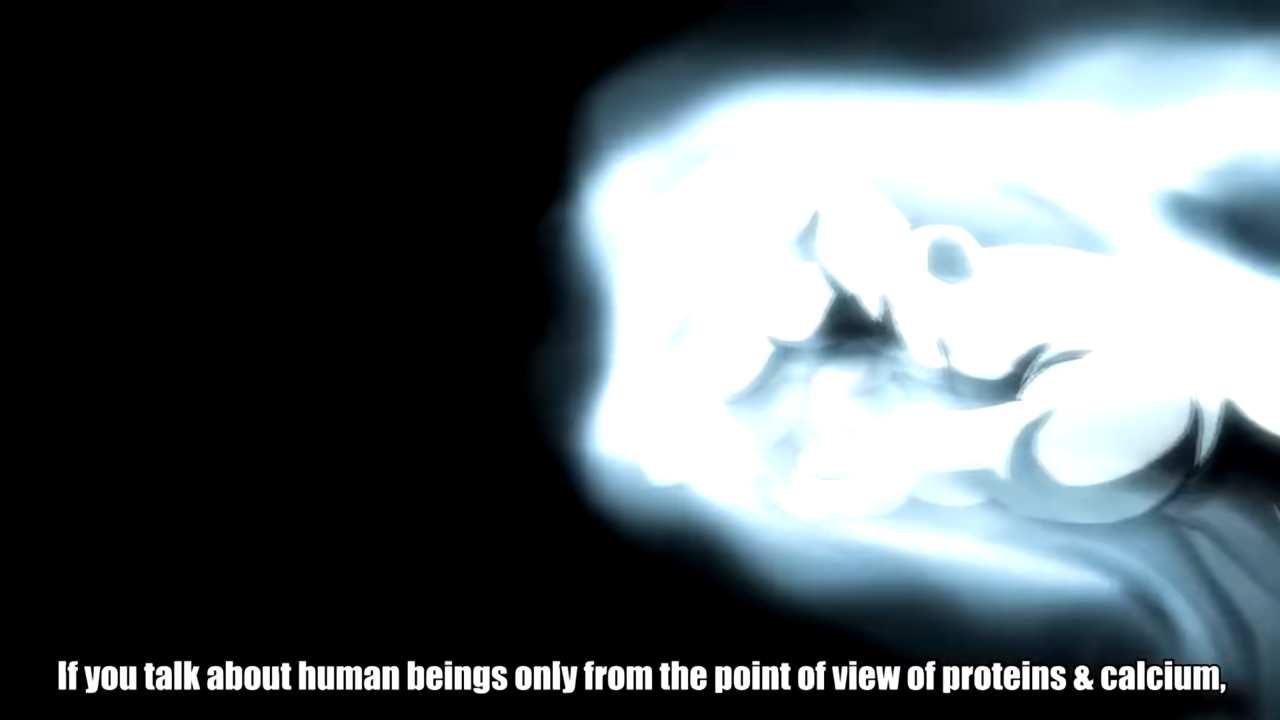 If you talk about human beings only from the point of view of proteins & calcium,